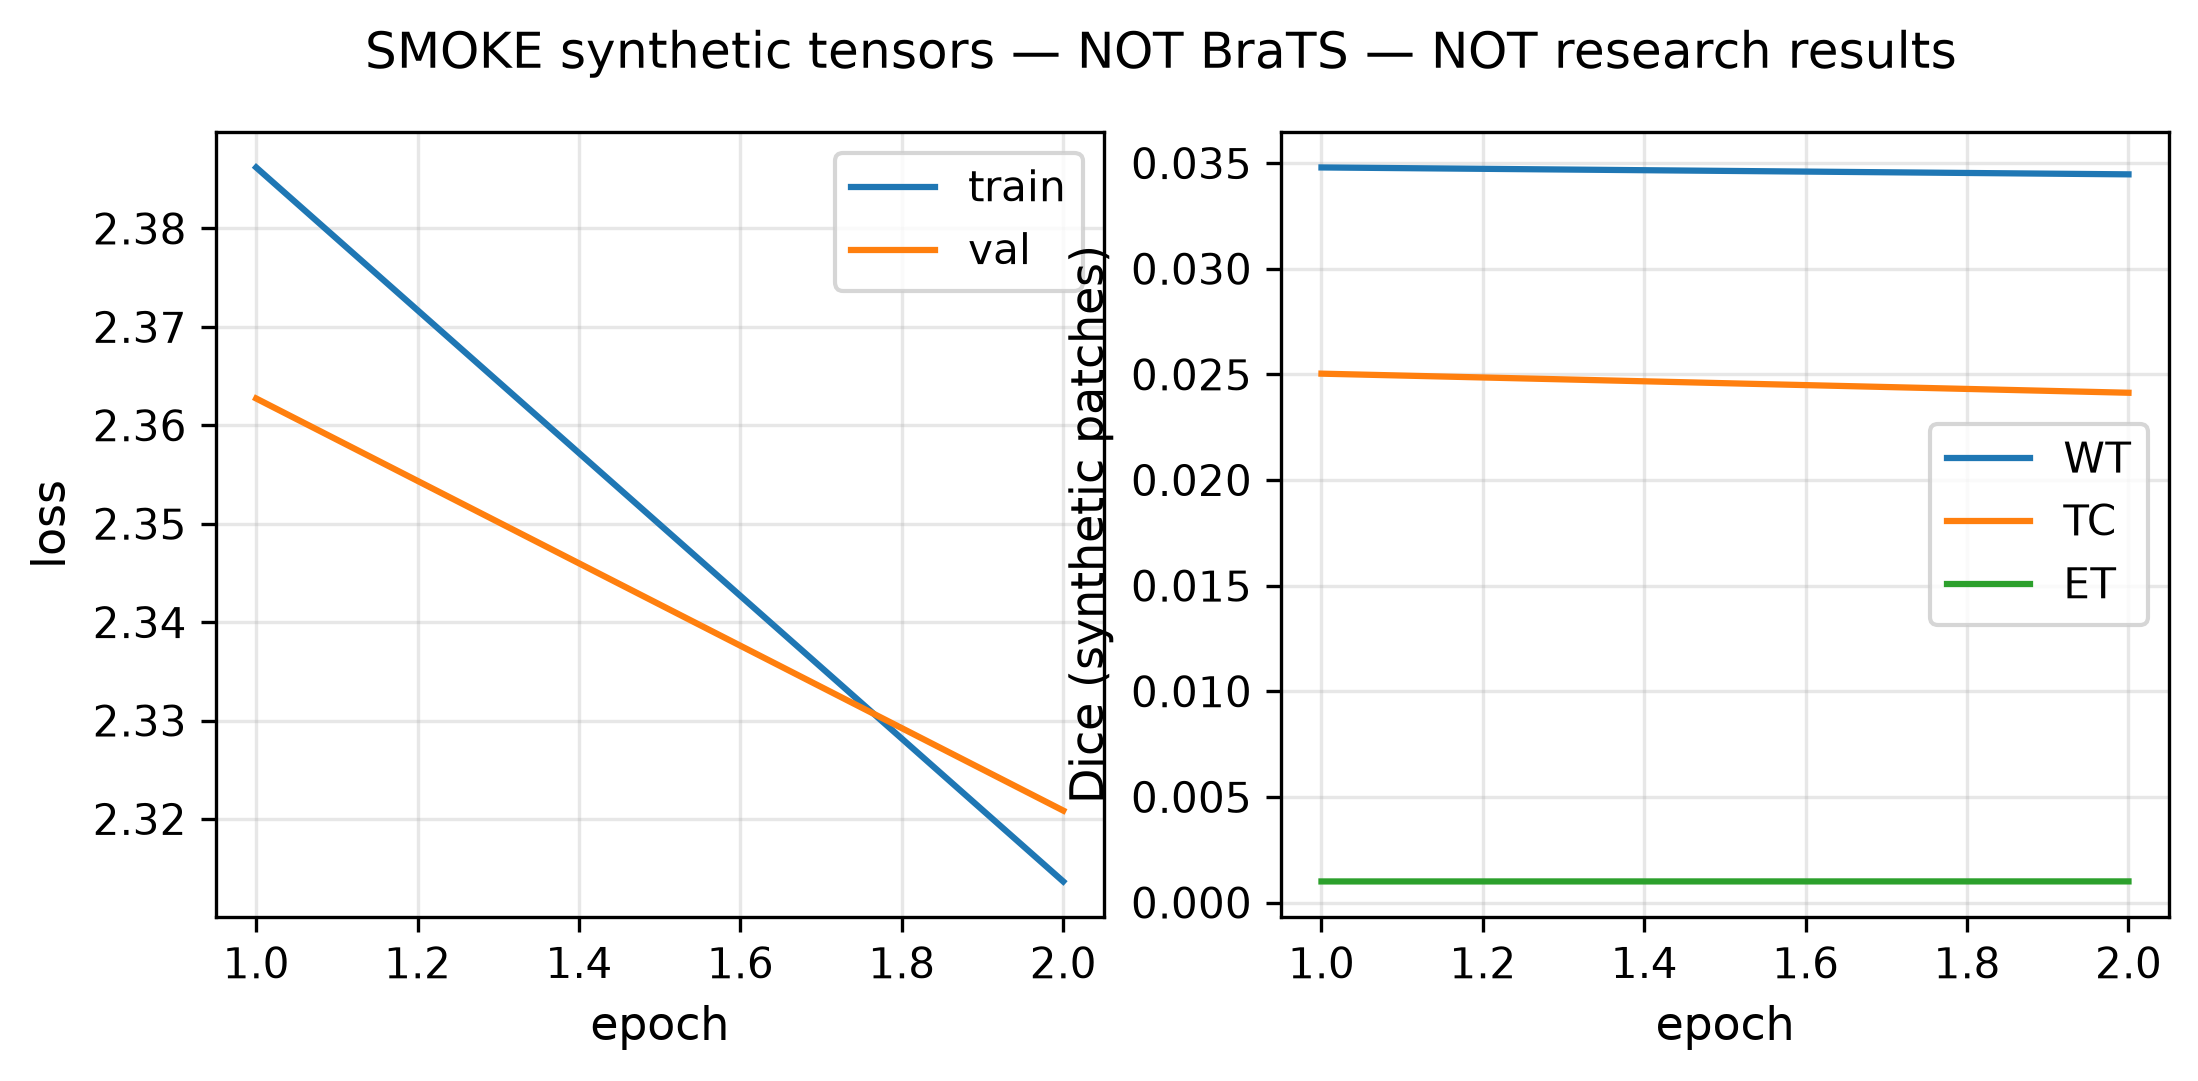 SMOKE synthetic tensors — NOT BraTS — NOT research results
2.38
2.37
2.36
2.35
2.34
2.33
2.32
loss
1.0 1.2 1.4 1.6 1.8 2.0
epoch
train
val
0.035
0.030
0.025
0.020
0.015
0.010
0.005
0.000
Dice (synthetic patches)
1.0 1.2 1.4 1.6 1.8 2.0
epoch
WT
TC
ET